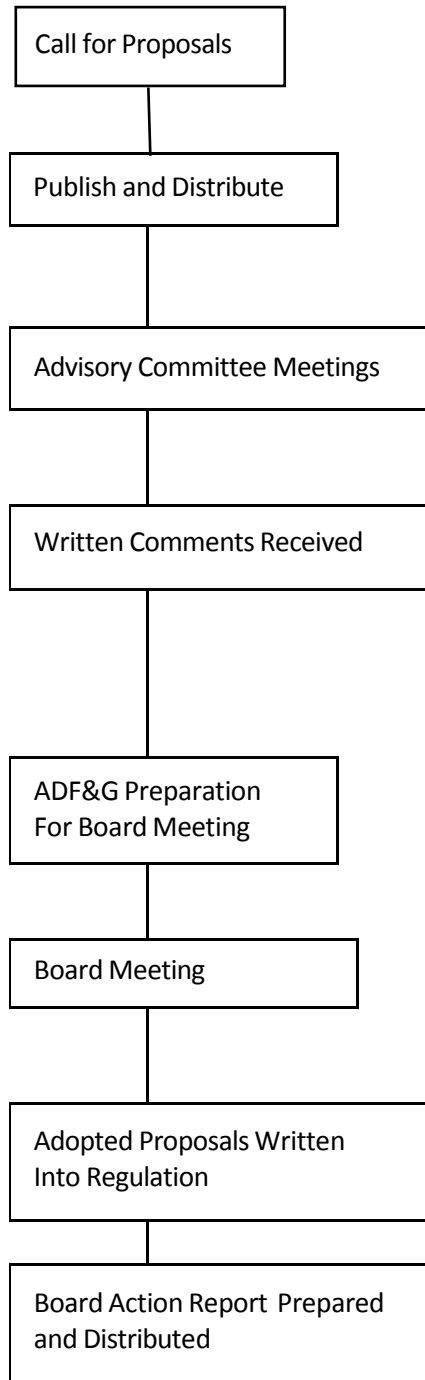 Call for Proposals
Publish and Distribute
Advisory Committee Meetings
Written Comments Received
ADF&G Preparation
For Board Meeting
Board Meeting
Adopted Proposals Written
Into Regulation
Board Action Report Prepared
and Distributed